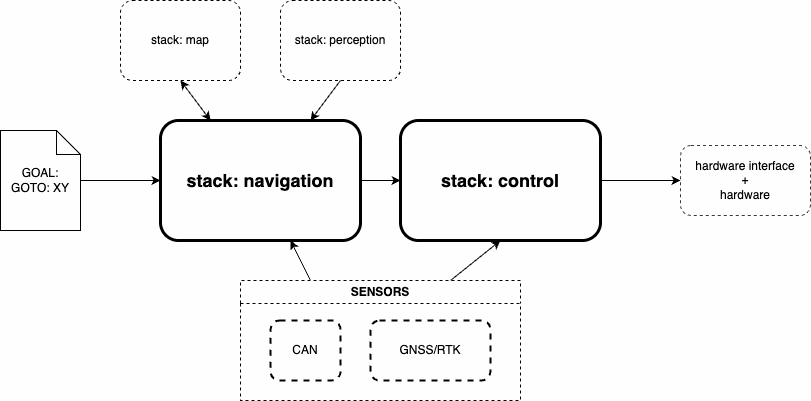 stack: map
stack: perception
GOAL:
GOTO: XY
stack: navigation
stack: control
hardware interface
+
hardware
SENSORS
CAN
GNSS/RTK